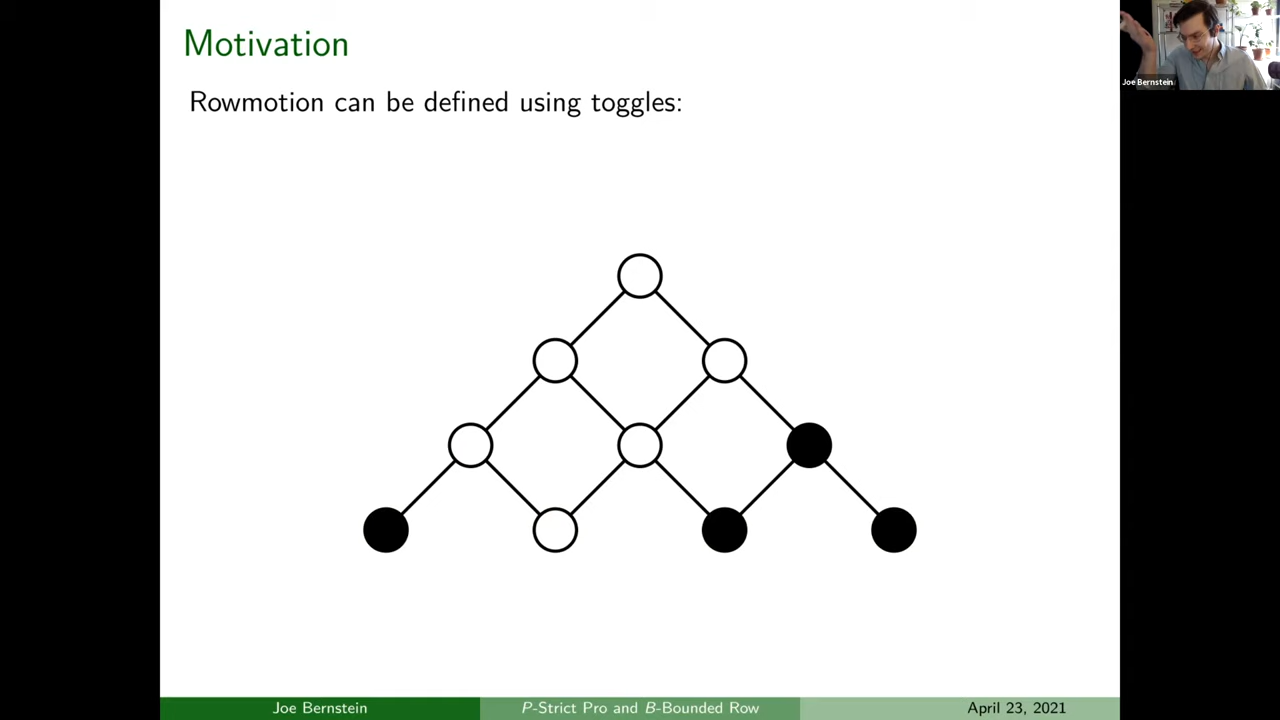 Motivation
Rowmotion can be defined using toggles:
Joe Bernstein
Joe Bernstein P-Strict Pro and B-Bounded Row April 23, 2021